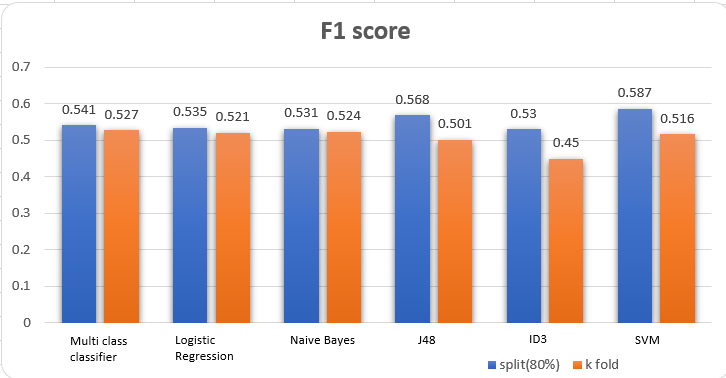 F1 score
0.7
0.6
0.5
0.4
0.3
0.2
0.1
0
0.541
0.527
0.535
0.521
0.531
0.524
0.568
0.501
0.53
0.45
0.587
0.516
Multi class
classifier
Logistic
Regression
Naive Bayes
J48
ID3
SVM
split(80%)
k fold